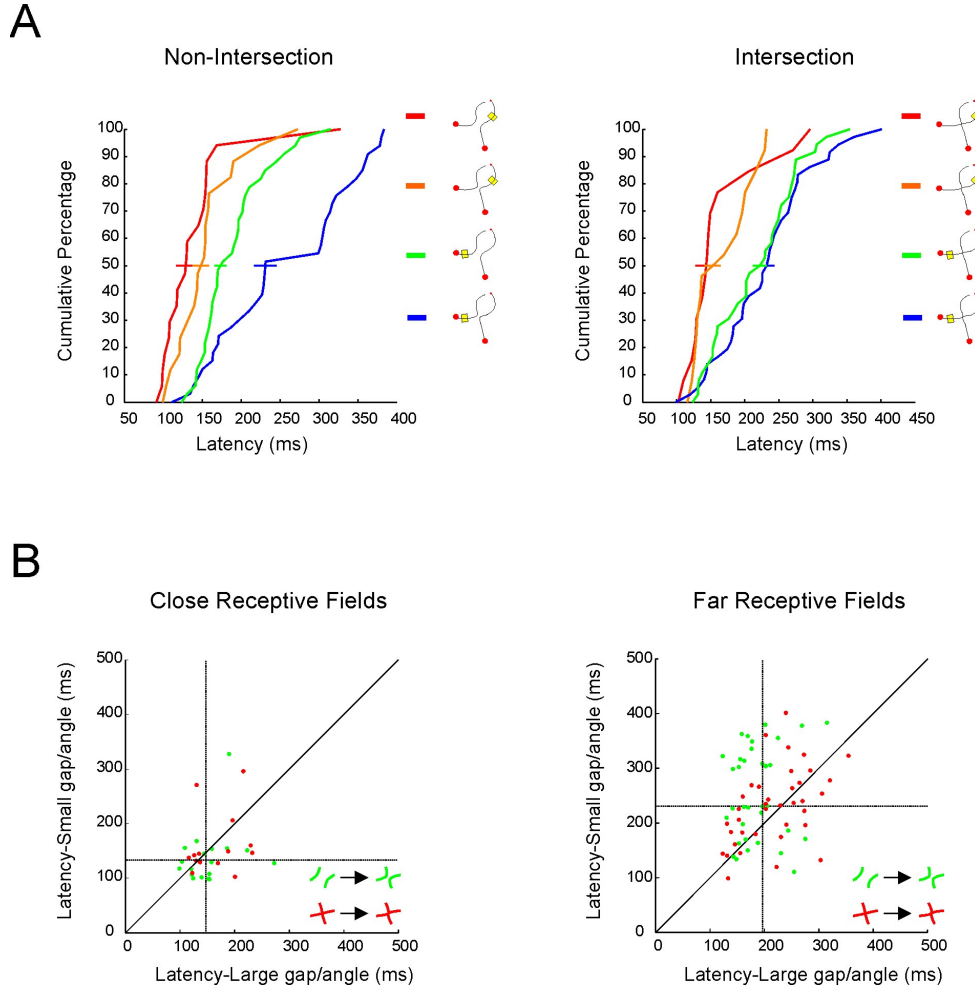 A
Non-Intersection
Cumulative Percentage
100
90
80
70
60
50
40
30
20
10
0
50 100 150 200 250 300 350 400
Latency (ms)
Intersection
Cumulative Percentage
100
90
80
70
60
50
40
30
20
10
0
50 100 150 200 250 300 350 400 450
Latency (ms)
B
Close Receptive Fields
Latency-Small gap/angle (ms)
500
400
300
200
100
0
0 100 200 300 400 500
Latency-Large gap/angle (ms)
Far Receptive Fields
Latency-Small gap/angle (ms)
500
400
300
200
100
0
0 100 200 300 400 500
Latency-Large gap/angle (ms)